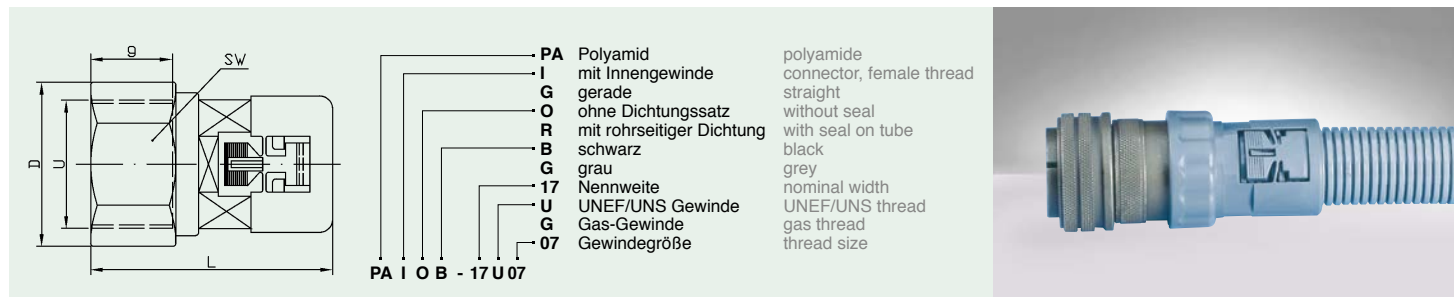 g
SW
D
U
L
PA Polyamid polyamide
I mit Innengewinde connector, female thread
G gerade straight
O ohne Dichtungssatz without seal
R mit rohrseitiger Dichtung with seal on tube
B schwarz black
G grau grey
17 Nennweite nominal width
U UNEF/UNS Gewinde UNEF/UNS thread
G Gas-Gewinde gas thread
07 Gewindegröße thread size
PA I O B - 17 U 07